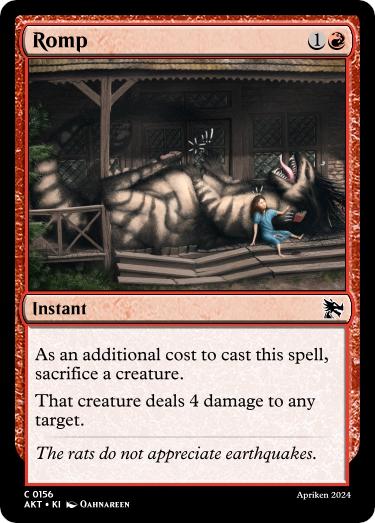 Romp 1
Instant
As an additional cost to cast this spell,
sacrifice a creature.
That creature deals 4 damage to any
target.
The rats do not appreciate earthquakes.
C 0156 Apriken 2024
AKT • KI OAHNAREEN